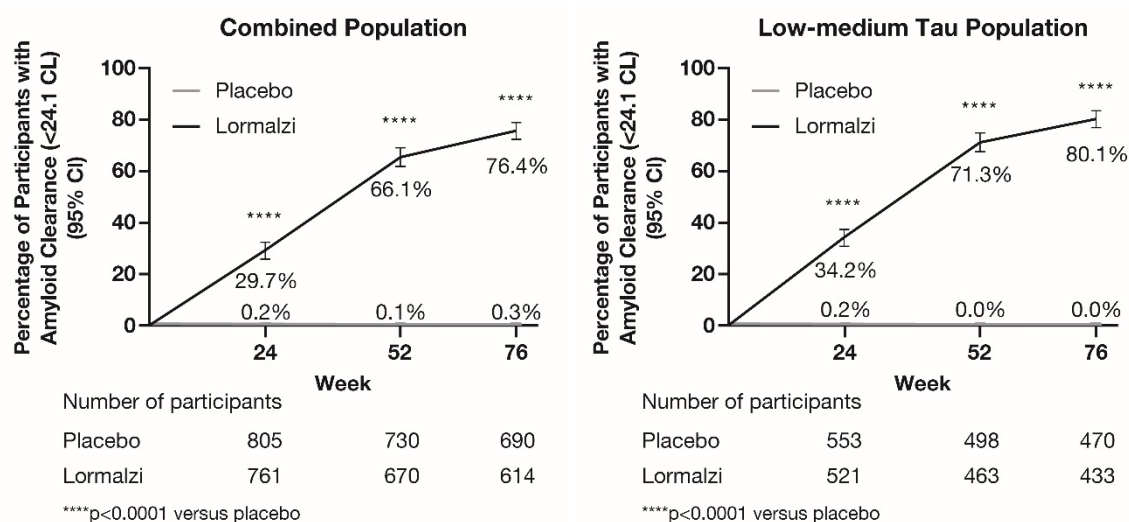 Combined Population
Percentage of Participants with
Amyloid Clearance (<24.1 CL)
(95% CI)
100
80
60
40
20
0
Placebo
Lormalzi
****
****
****
29.7%
66.1%
76.4%
0.2%
0.1%
0.3%
24
52
76
Week
Number of participants
Placebo 805 730 690
Lormalzi 761 670 614
****p<0.0001 versus placebo
Low-medium Tau Population
Percentage of Participants with
Amyloid Clearance (<24.1 CL)
(95% CI)
100
80
60
40
20
0
Placebo
Lormalzi
****
****
****
34.2%
71.3%
80.1%
0.2%
0.0%
0.0%
24
52
76
Week
Number of participants
Placebo 553 498 470
Lormalzi 521 463 433
****p<0.0001 versus placebo